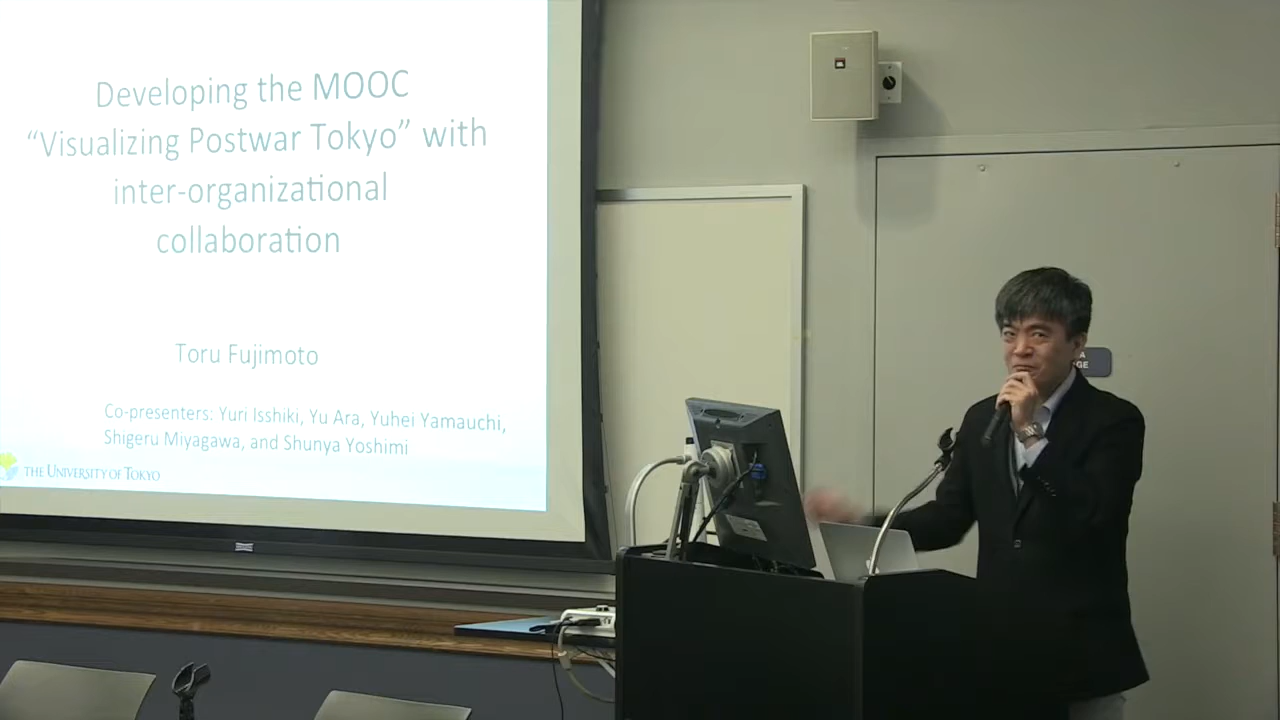 Developing the MOOC
“Visualizing Postwar Tokyo” with
inter-organizational
collaboration
Toru Fujimoto
Co-presenters: Yuri Isshiki, Yu Ara, Yuhei Yamauchi,
Shigeru Miyagawa, and Shunya Yoshimi
THE UNIVERSITY OF TOKYO